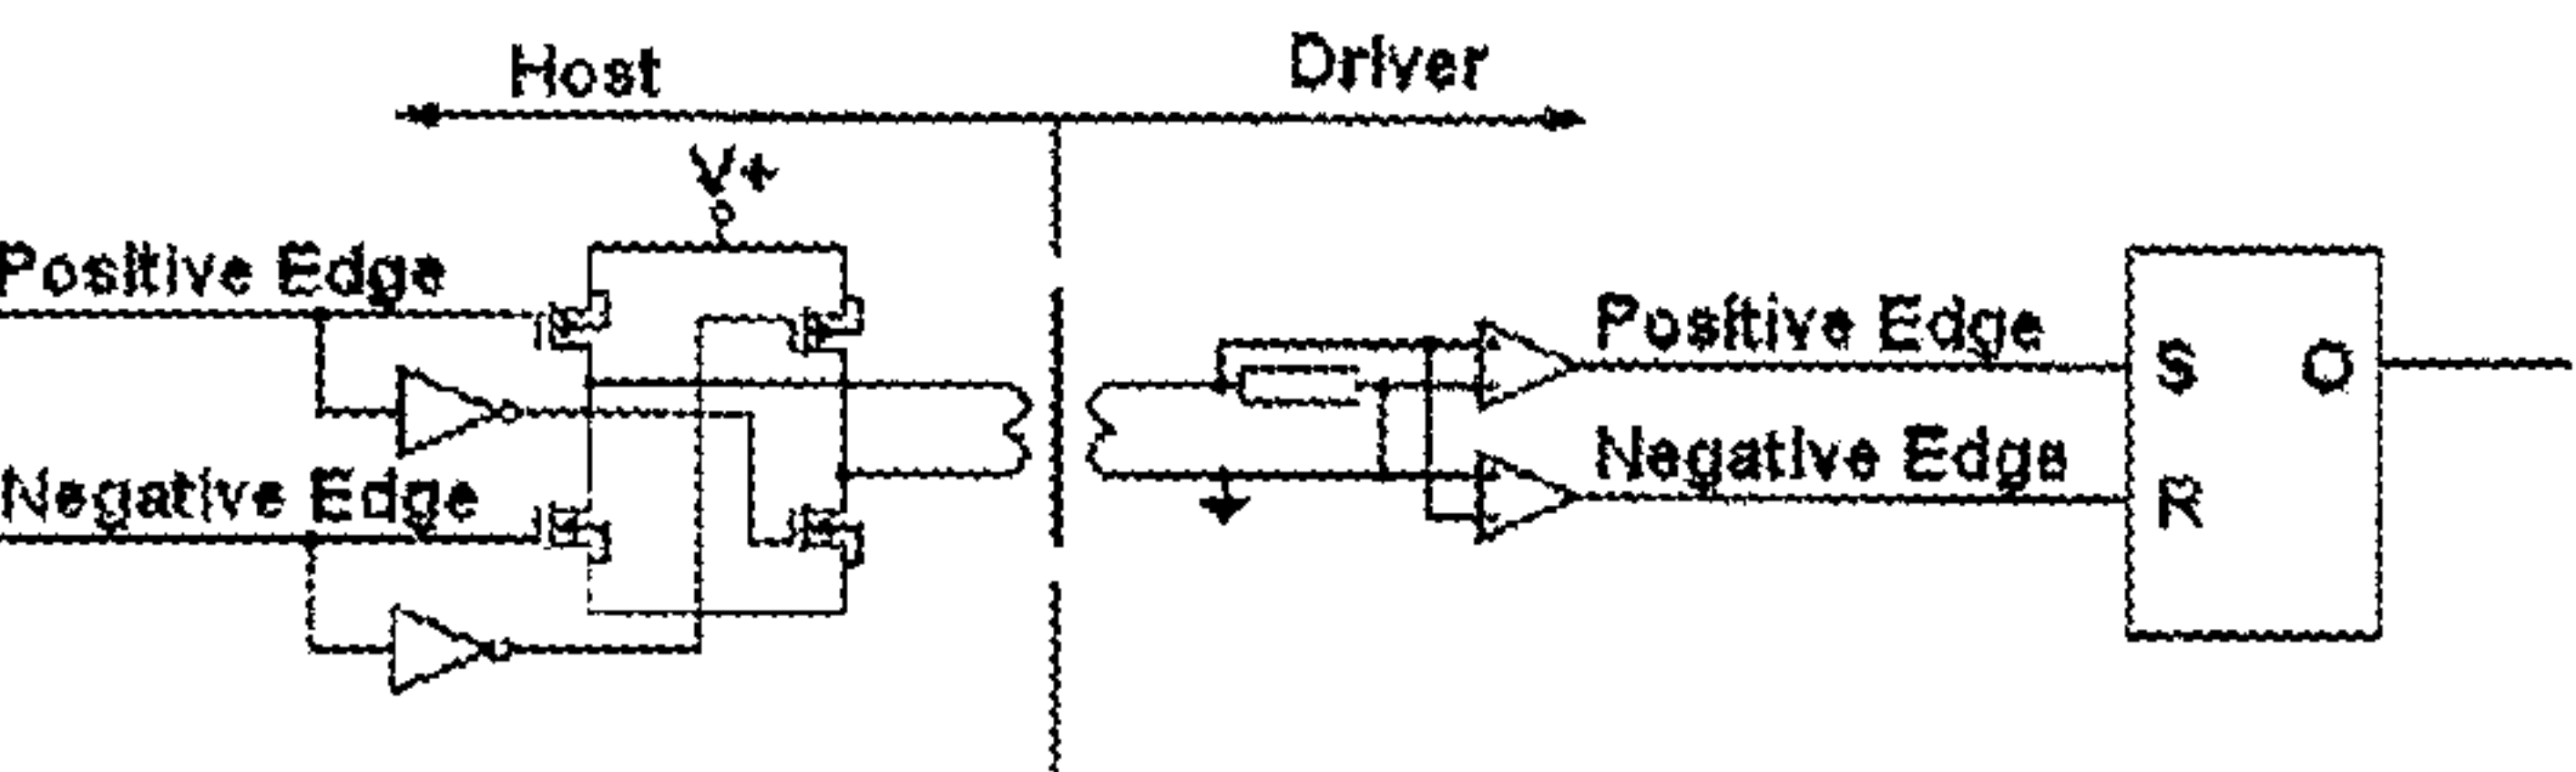 Host
Driver
V+
Positive Edge
Negative Edge
Positive Edge
Negative Edge
S
O
R